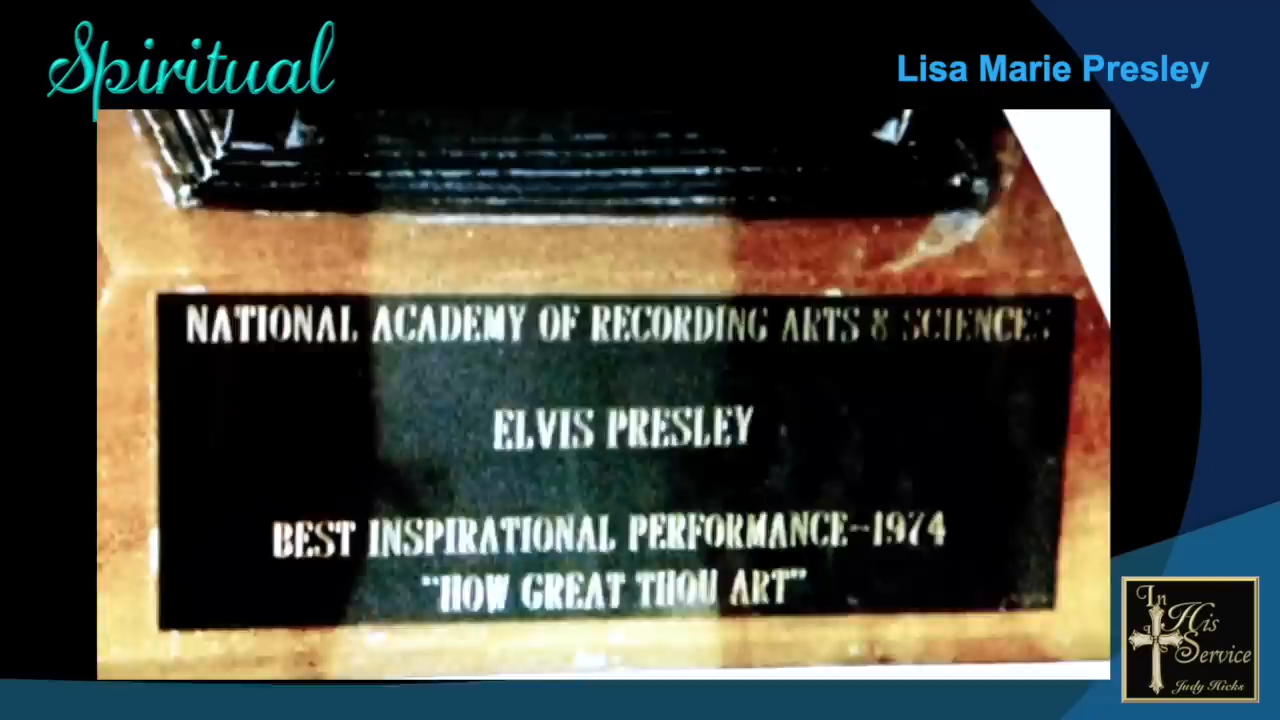 Spiritual
Lisa Marie Presley
NATIONAL ACADEMY OF RECORDING ARTS & SCIENCES
ELVIS PRESLEY
BEST INSPIRATIONAL PERFORMANCE-1974
"HOW GREAT THOU ART"
In
His
Service
Judy Hicks